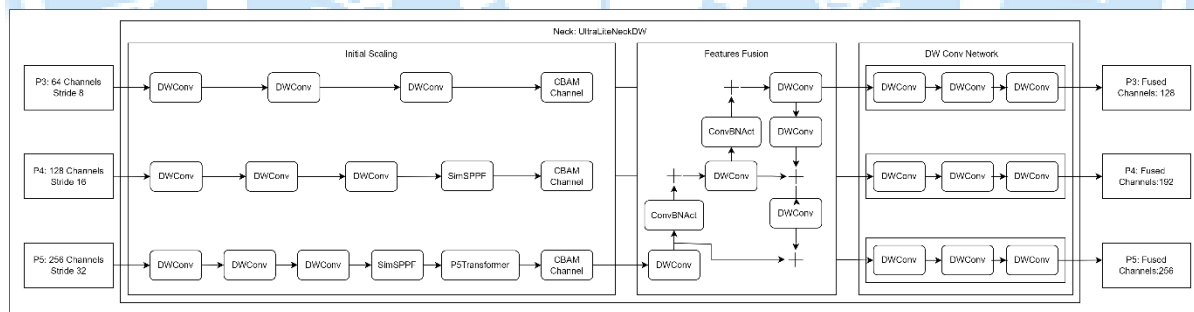 Neck: UltraLiteNeckDW
Initial Scaling
Features Fusion
DW Conv Network
P3: 64 Channels
Stride 8
DWConv
DWConv
DWConv
CBAM
Channel
DWConv
DWConv
DWConv
DWConv
P3: Fused
Channels: 128
ConvBNAct
DWConv
P4: 128 Channels
Stride 16
DWConv
DWConv
DWConv
SimSPPF
CBAM
Channel
DWConv
DWConv
DWConv
DWConv
P4: Fused
Channels:192
ConvBNAct
DWConv
P5: 256 Channels
Stride 32
DWConv
DWConv
DWConv
SimSPPF
P5Transformer
CBAM
Channel
DWConv
DWConv
DWConv
DWConv
P5: Fused
Channels:256